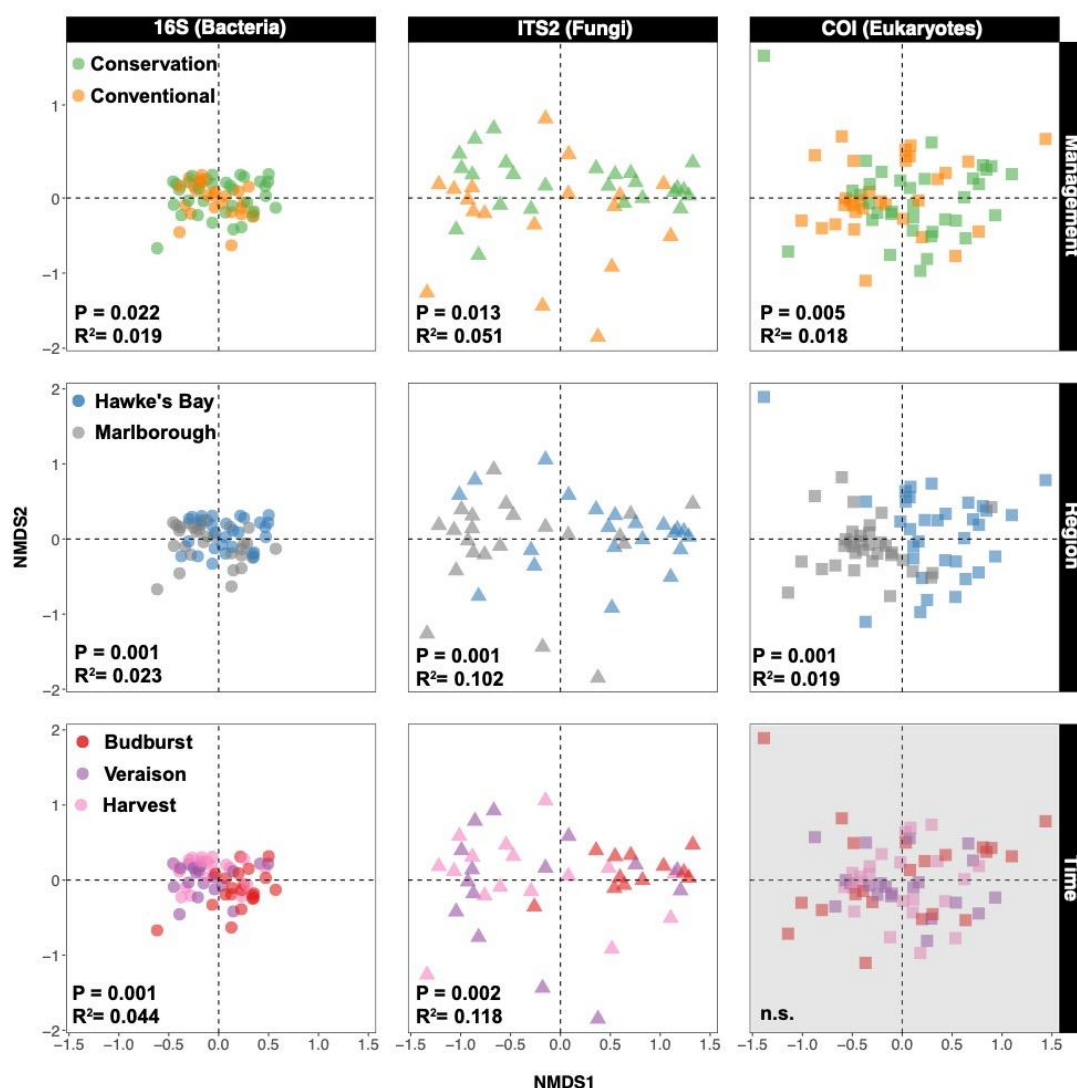 16S (Bacteria)
ITS2 (Fungi)
COI (Eukaryotes)
Conservation
Conventional
1
0
−1
−2
P = 0.022
R²= 0.019
P = 0.013
R²= 0.051
P = 0.005
R²= 0.018
Management
Hawke's Bay
Marlborough
2
1
0
−1
−2
NMDS2
P = 0.001
R²= 0.023
P = 0.001
R²= 0.102
P = 0.001
R²= 0.019
Region
Budburst
Veraison
Harvest
2
1
0
−1
−2
P = 0.001
R²= 0.044
P = 0.002
R²= 0.118
n.s.
Time
−1.5 −1.0 −0.5 0.0 0.5 1.0 1.5
−1.5 −1.0 −0.5 0.0 0.5 1.0 1.5
−1.5 −1.0 −0.5 0.0 0.5 1.0 1.5
NMDS1